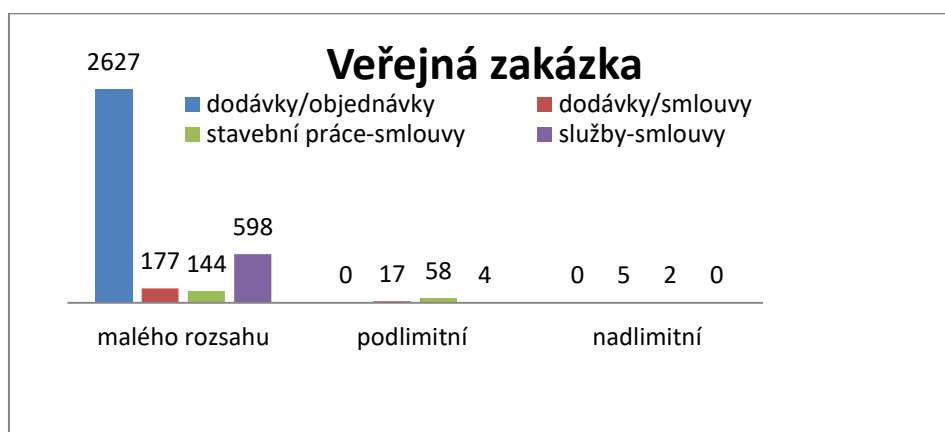 Veřejná zakázka
dodávky/objednávky dodávky/smlouvy
stavební práce-smlouvy služby-smlouvy
2627
177 144 598
0 17 58 4
0 5 2 0
malého rozsahu podlimitní nadlimitní